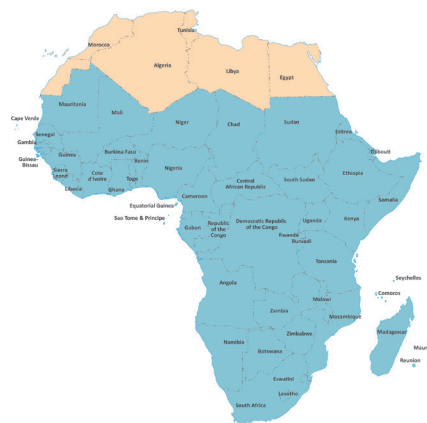 Tunisia
Morocco
Algeria
Libya
Egypt
Mauritania
Mali
Niger
Chad
Sudan
Eritrea
Cape Verde
Senegal
Gambia
Guinea-
Bissau
Guinea
Sierra
Leone
Liberia
Cote
d'Ivoire
Burkina Faso
Ghana
Togo
Benin
Nigeria
Cameroon
Central
African Republic
South Sudan
Ethiopia
Djibouti
Somalia
Equatorial Guinea
Sao Tome & Principe
Gabon
Republic
of the
Congo
Democratic Republic
of the Congo
Uganda
Kenya
Rwanda
Burundi
Tanzania
Seychelles
Comoros
Angola
Zambia
Malawi
Mozambique
Zimbabwe
Madagascar
Maur
Reunion
Namibia
Botswana
Eswatini
Lesotho
South Africa